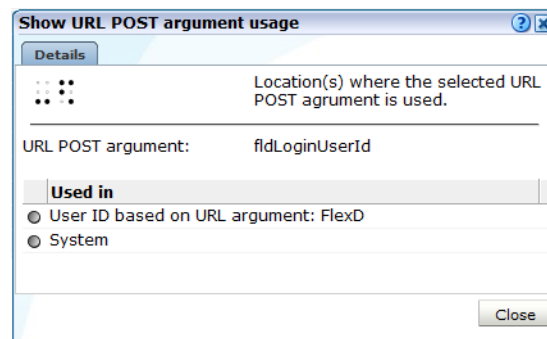 Show URL POST argument usage
Details
Location(s) where the selected URL
POST agrument is used.
URL POST argument: fldLoginUserId
Used in
User ID based on URL argument: FlexD
System
Close